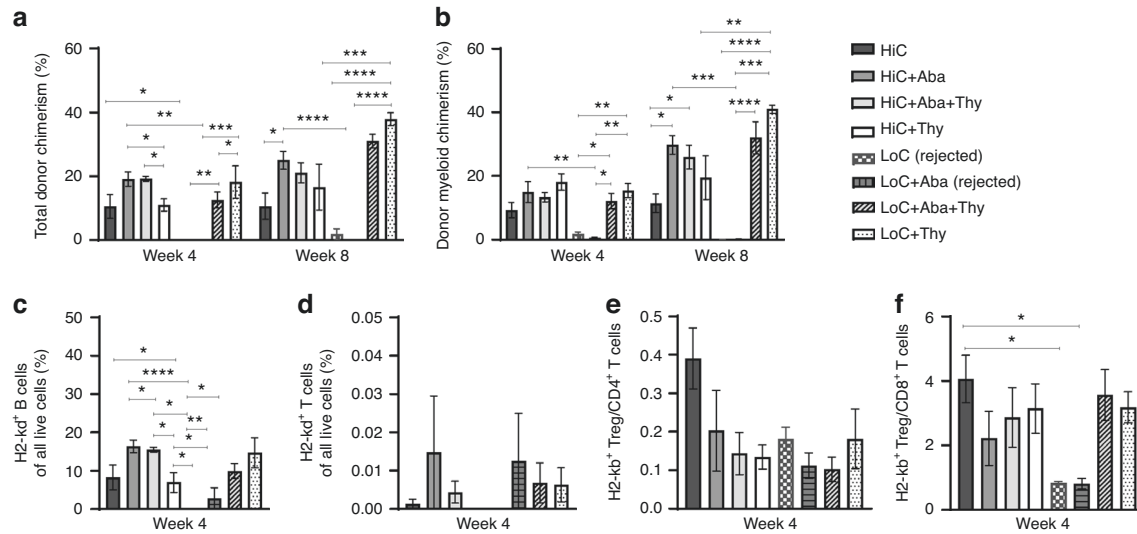 a
Total donor chimerism (%)
60
40
20
0
*
**
*
*
***
*
**
*
****
***
****
****
Week 4
Week 8
b
Donor myeloid chimerism (%)
60
40
20
0
**
**
**
*
*
*
*
***
**
****
***
****
Week 4
Week 8
HiC
HiC+Aba
HiC+Aba+Thy
HiC+Thy
LoC (rejected)
LoC+Aba (rejected)
LoC+Aba+Thy
LoC+Thy
c
H2-kd+ B cells
of all live cells (%)
50
40
30
20
10
0
*
****
*
*
*
**
*
*
*
Week 4
d
H2-kd+ T cells
of all live cells (%)
0.05
0.04
0.03
0.02
0.01
0.00
Week 4
e
H2-kb+ Treg/CD4+ T cells
0.5
0.4
0.3
0.2
0.1
0.0
Week 4
f
H2-kb+ Treg/CD8+ T cells
6
4
2
0
*
*
Week 4